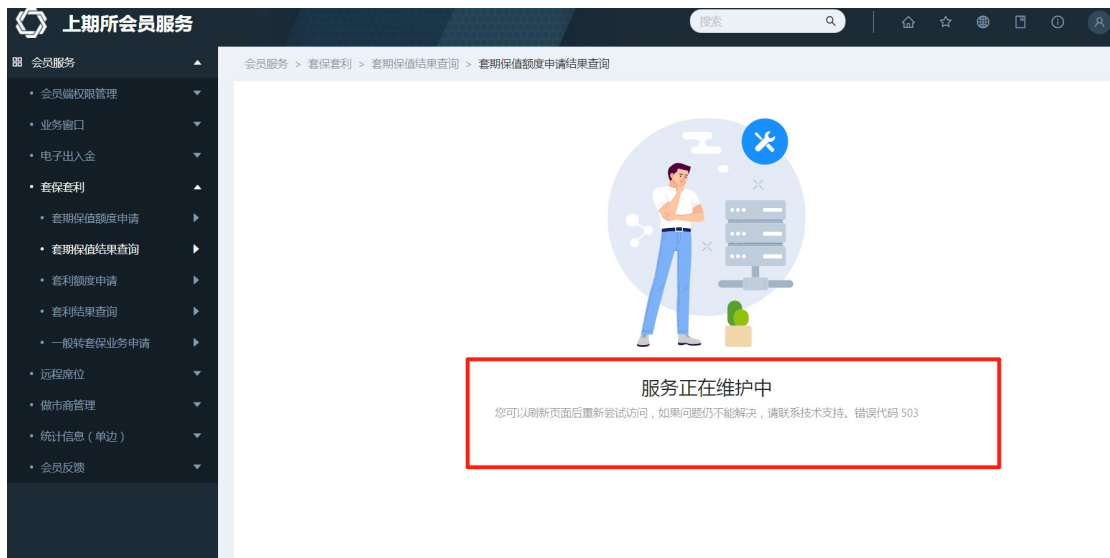 上期所会员服务
搜索
会员服务
会员服务 > 套保套利 > 套期保值结果查询 > 套期保值额度申请结果查询
会员端权限管理
业务窗口
电子出入金
套保套利
套期保值额度申请
套期保值结果查询
套利额度申请
套利结果查询
一般转套保业务申请
远程席位
做市商管理
统计信息（单边）
会员反馈
服务正在维护中
您可以刷新页面后重新尝试访问，如果问题仍不能解决，请联系技术支持。错误代码 503